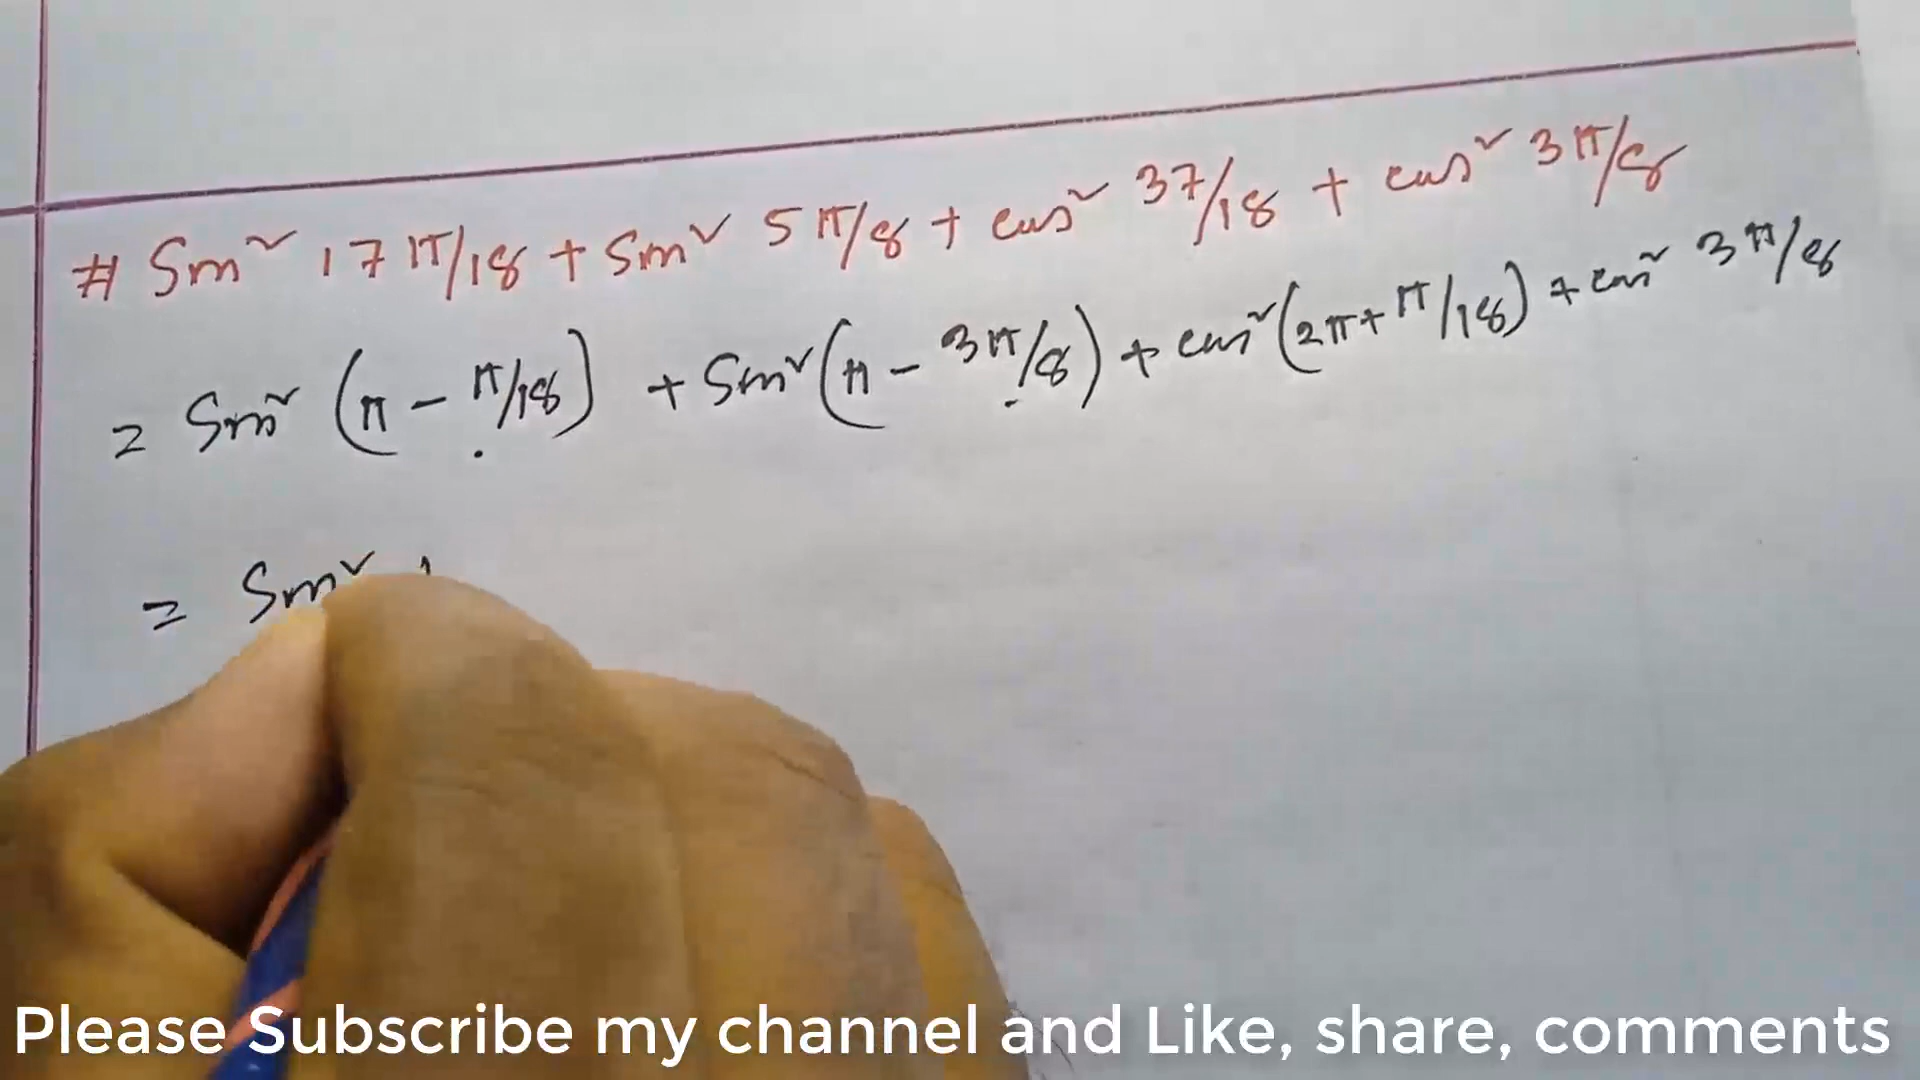 # Sin² 17π/18 + Sin² 5π/8 + cos² 37/18 + cos² 3π/8
= Sin² (π - π/18) + Sin² (π - 3π/8) + cos² (2π + π/18) + cos² 3π/8
= Sin²
Please Subscribe my channel and Like, share, comments